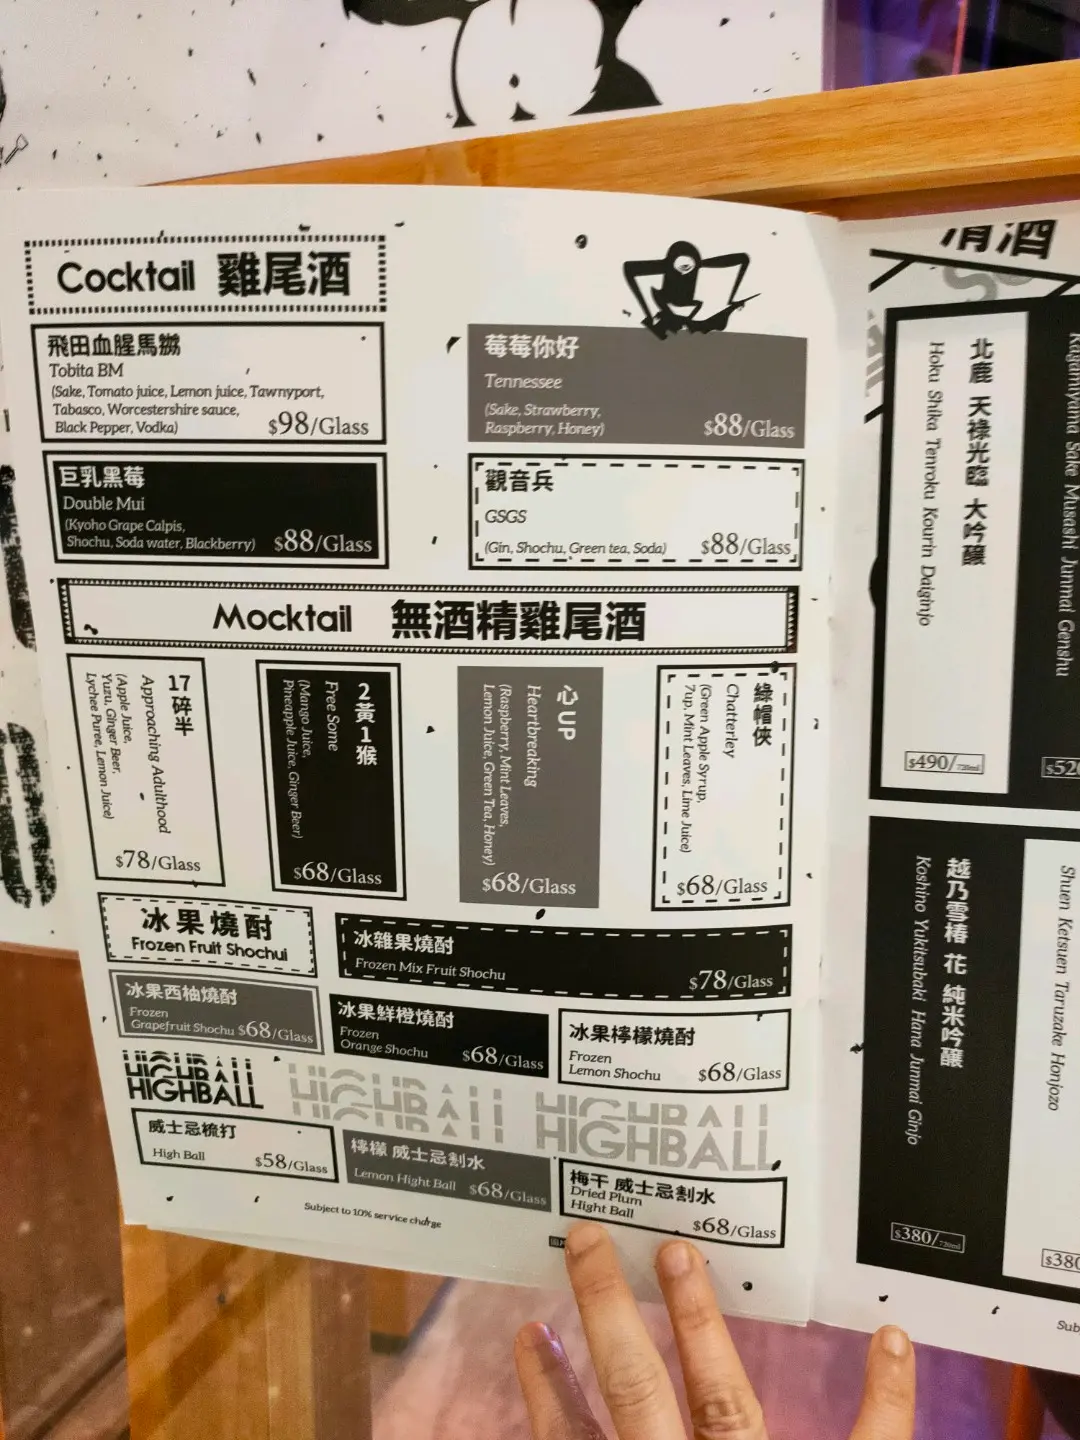 Cocktail 雞尾酒
飛田血腥馬嬲
Tobita BM
(Sake, Tomato juice, Lemon juice, Tawnyport,
Tabasco, Worcestershire sauce,
Black Pepper, Vodka)
$98/Glass
莓莓你好
Tennessee
(Sake, Strawberry,
Raspberry, Honey)
$88/Glass
巨乳黑莓
Double Mui
(Kyoho Grape Calpis,
Shochu, Soda water, Blackberry)
$88/Glass
觀音兵
GSGS
(Gin, Shochu, Green tea, Soda)
$88/Glass
Mocktail 無酒精雞尾酒
17碎半
Approaching Adulthood
(Apple Juice,
Yuzu, Ginger Beer,
Lychee Puree, Lemon Juice)
$78/Glass
2黃1猴
Free Some
(Mango Juice,
Pineapple Juice, Ginger Beer)
$68/Glass
心UP
Heartbreaking
(Raspberry, Mint Leaves,
Lemon Juice, Green Tea, Honey)
$68/Glass
綠帽俠
Chatterley
(Green Apple Syrup,
7up, Mint Leaves, Lime Juice)
$68/Glass
冰果燒酎
Frozen Fruit Shochui
冰雜果燒酎
Frozen Mix Fruit Shochu
$78/Glass
冰果西柚燒酎
Frozen
Grapefruit Shochu $68/Glass
冰果鮮橙燒酎
Frozen
Orange Shochu
$68/Glass
冰果檸檬燒酎
Frozen
Lemon Shochu
$68/Glass
HIGHBALL
HIGHBALL
HIGHBALL
HIGHBALL
HIGHBALL
HIGHBALL
威士忌梳打
High Ball
$58/Glass
檸檬 威士忌割水
Lemon Hight Ball
$68/Glass
梅干 威士忌割水
Dried Plum
Hight Ball
$68/Glass
Subject to 10% service charge
清酒
北鹿 天祿光臨 大吟釀
Hoku Shika Tenroku Kourin Daiginjo
$490/720ml
Kagamiyama Sake Musashi Junmai Genshu
$520
越乃雪椿 花 純米吟釀
Koshino Yukitsubaki Hana Junmai Ginjo
$380/720ml
Shuen Ketsuen Taruzake Honjozo
$380
Sub